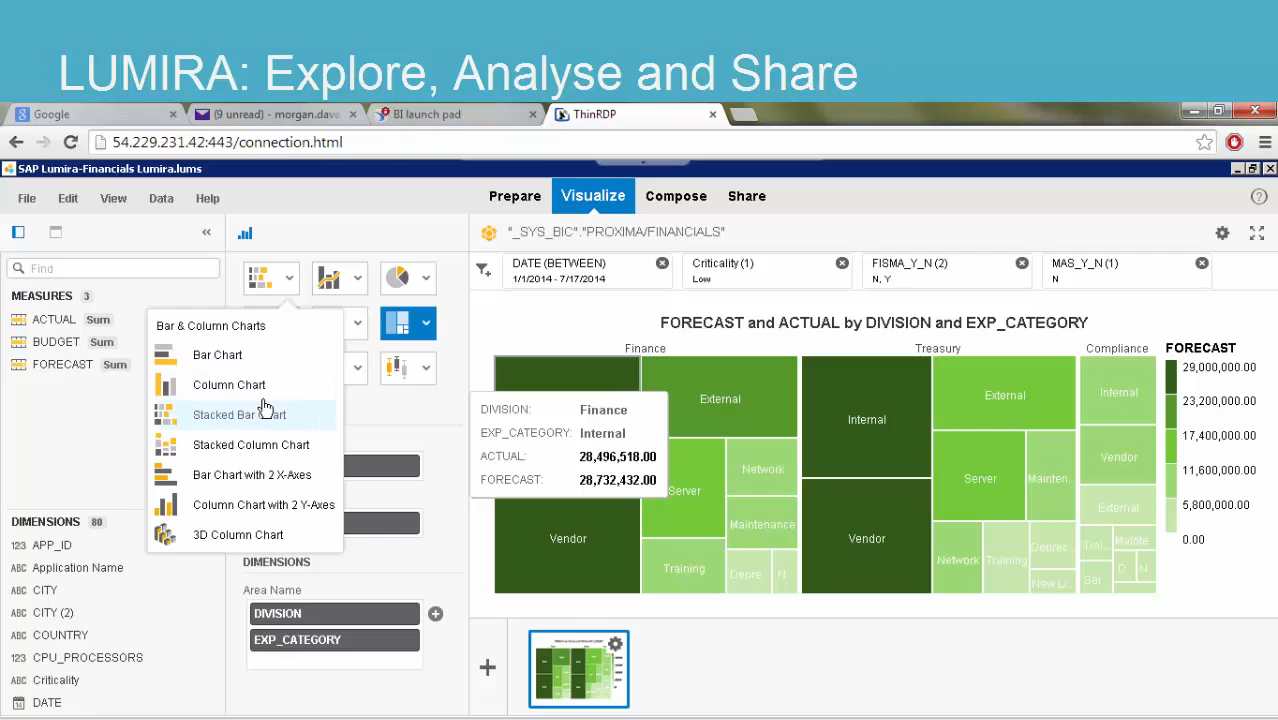 LUMIRA: Explore, Analyse and Share
Google
(9 unread) - morgan.dave
BI launch pad
ThinRDP
54.229.231.42:443/connection.html
SAP Lumira-Financials Lumira.lums
File Edit View Data Help
Prepare Visualize Compose Share
"_SYS_BIC"."PROXIMA/FINANCIALS"
Find
DATE (BETWEEN)
1/1/2014 - 7/17/2014
Criticality (1)
Low
FISMA_Y_N (2)
N, Y
MAS_Y_N (1)
N
MEASURES 3
ACTUAL Sum
BUDGET Sum
FORECAST Sum
Bar & Column Charts
Bar Chart
Column Chart
Stacked Bar Chart
Stacked Column Chart
Bar Chart with 2 X-Axes
Column Chart with 2 Y-Axes
3D Column Chart
DIMENSIONS 80
123 APP_ID
ABC Application Name
ABC CITY
ABC CITY (2)
ABC COUNTRY
123 CPU_PROCESSORS
ABC Criticality
DATE
DIMENSIONS
Area Name
DIVISION
EXP_CATEGORY
FORECAST and ACTUAL by DIVISION and EXP_CATEGORY
Finance Treasury Compliance
External
Network
Server
Maintenance
Vendor
Training
Depre...
N
DIVISION: Finance
EXP_CATEGORY: Internal
ACTUAL: 28,496,518.00
FORECAST: 28,732,432.00
Internal
External
Server
Mainten...
Vendor
Network
Training
Deprec..
New Li...
Internal
Vendor
External
Trai...
Mainte
Ser
D.
N
FORECAST
29,000,000.00
23,200,000.00
17,400,000.00
11,600,000.00
5,800,000.00
0.00